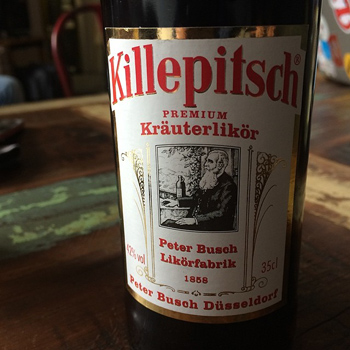 Killepitsch®
PREMIUM
Kräuterlikör
Peter Busch
Likörfabrik
42% vol
35cl
1858
Peter Busch Düsseldorf